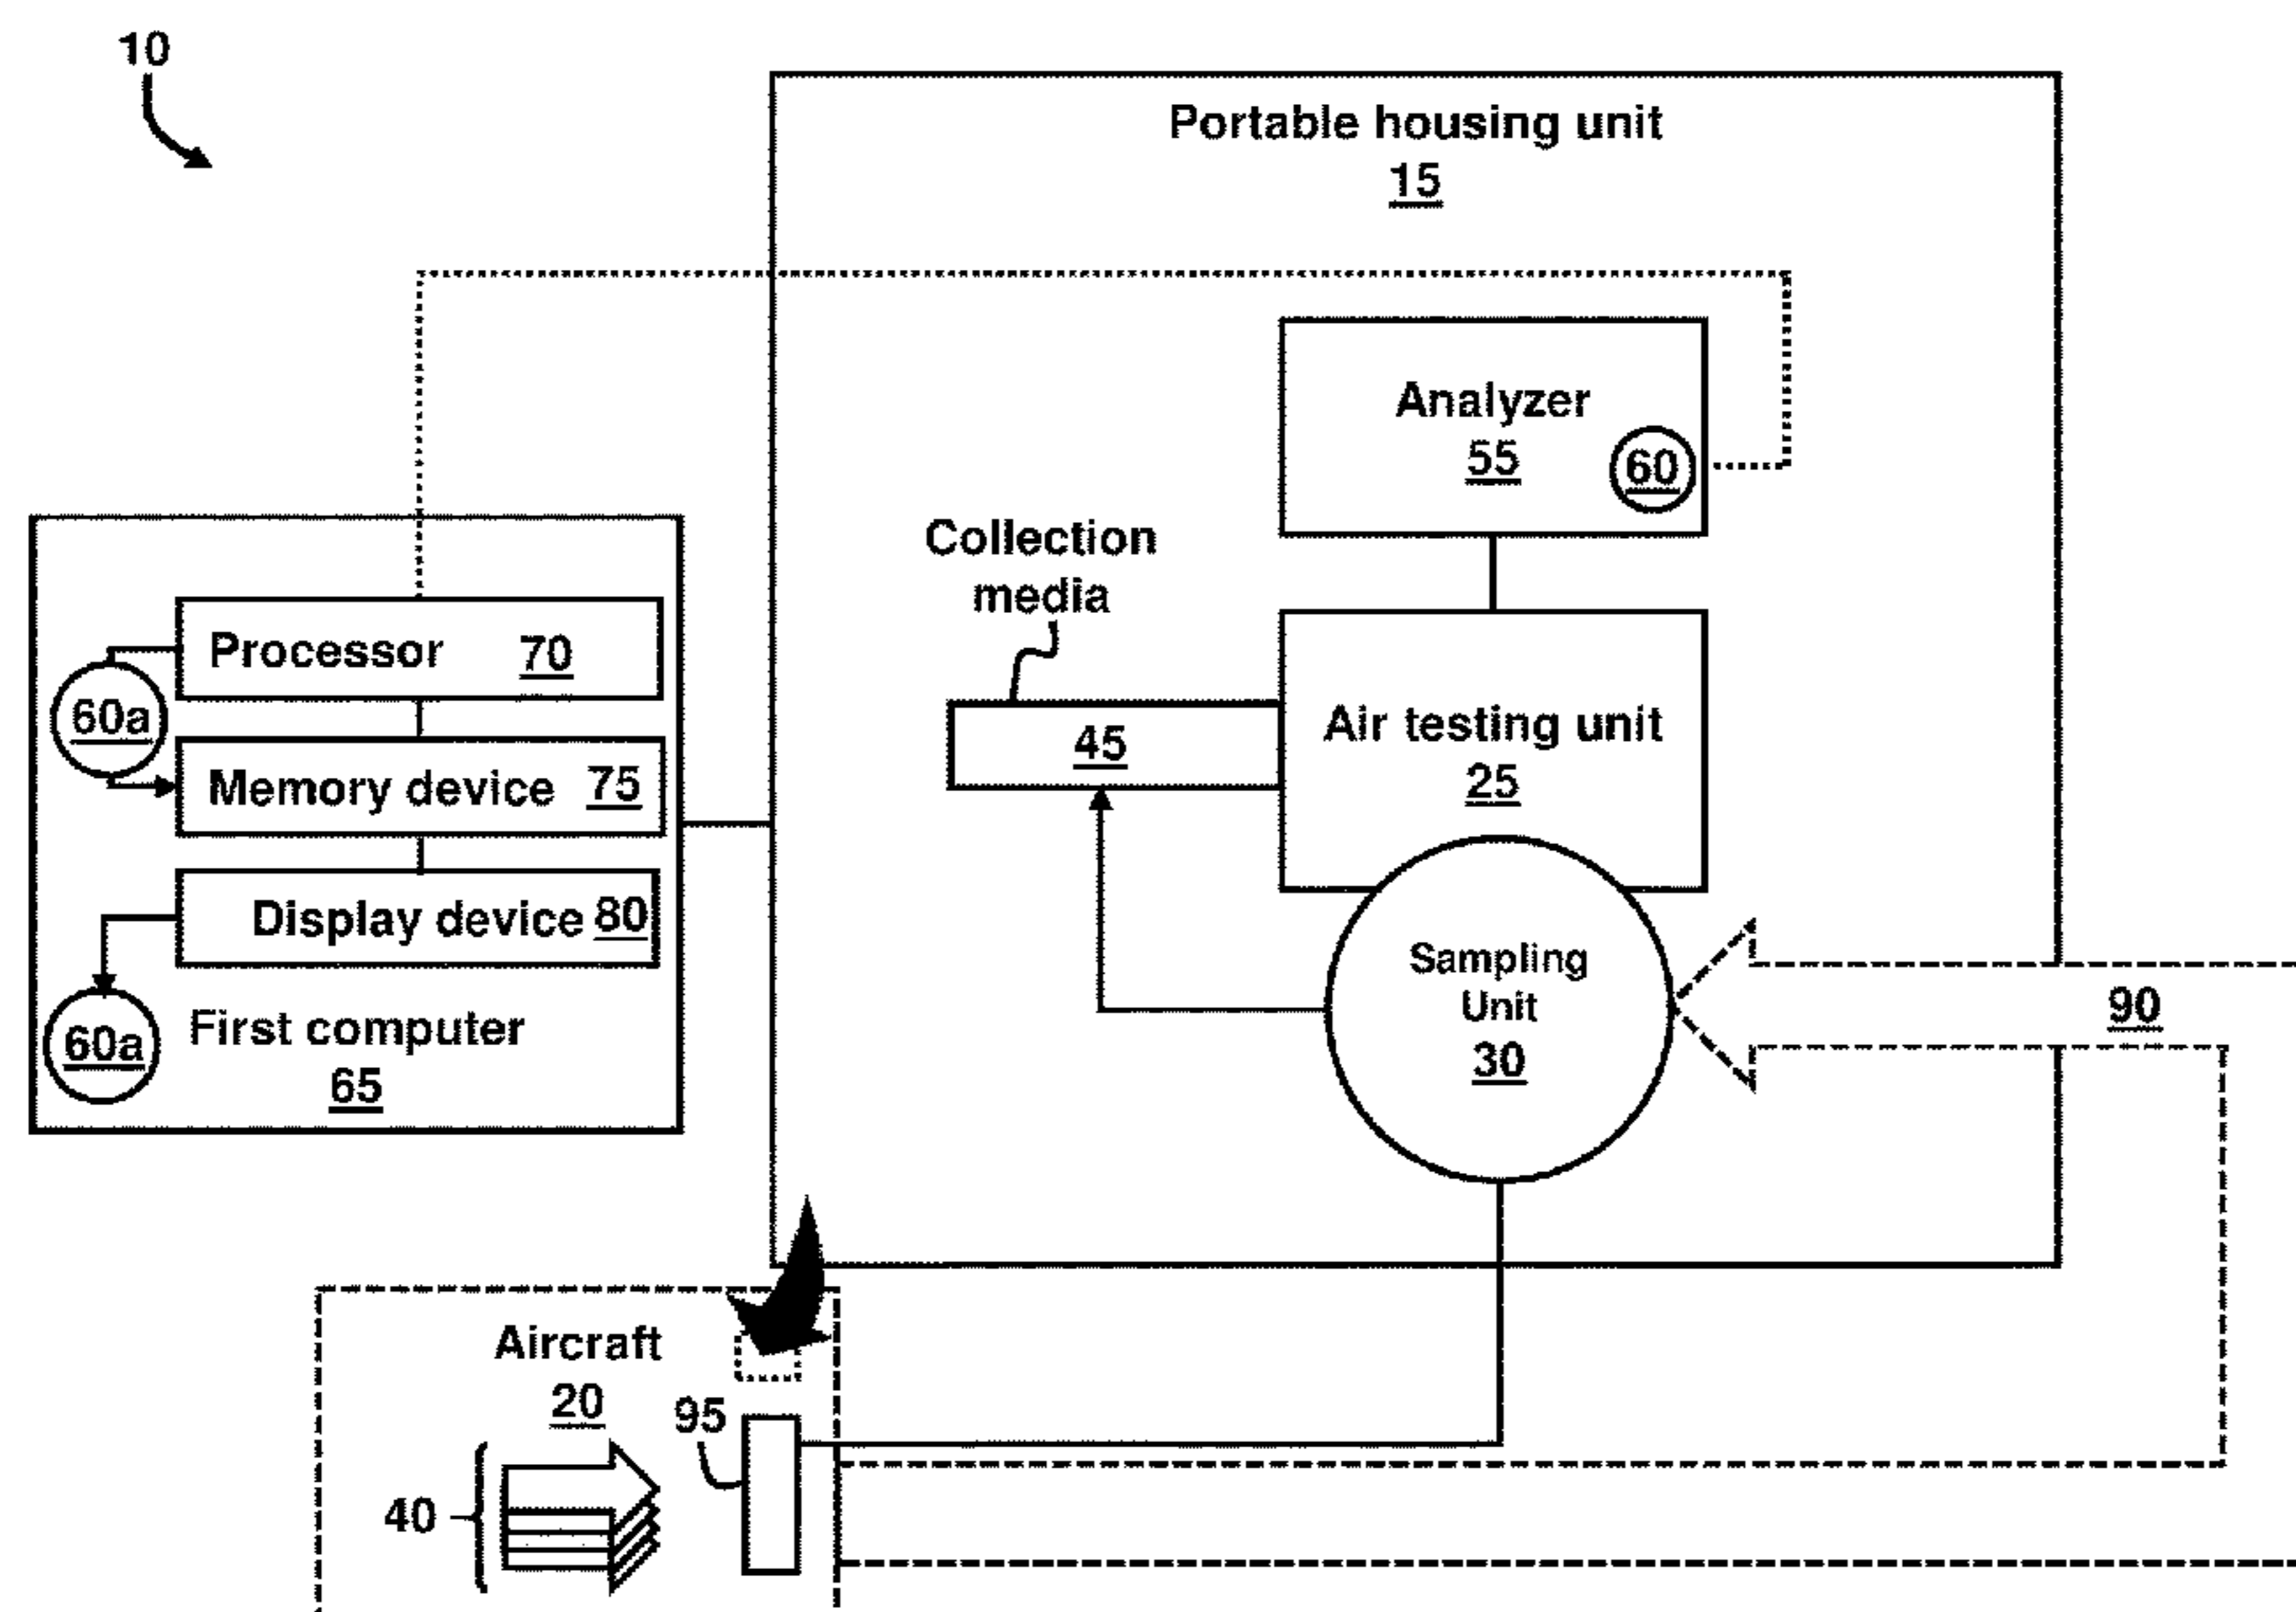 10
Portable housing unit
15
Analyzer
55
60
Collection
media
45
Air testing unit
25
Processor 70
60a
Memory device 75
Display device 80
60a
First computer
65
Sampling
Unit
30
90
Aircraft
20
95
40